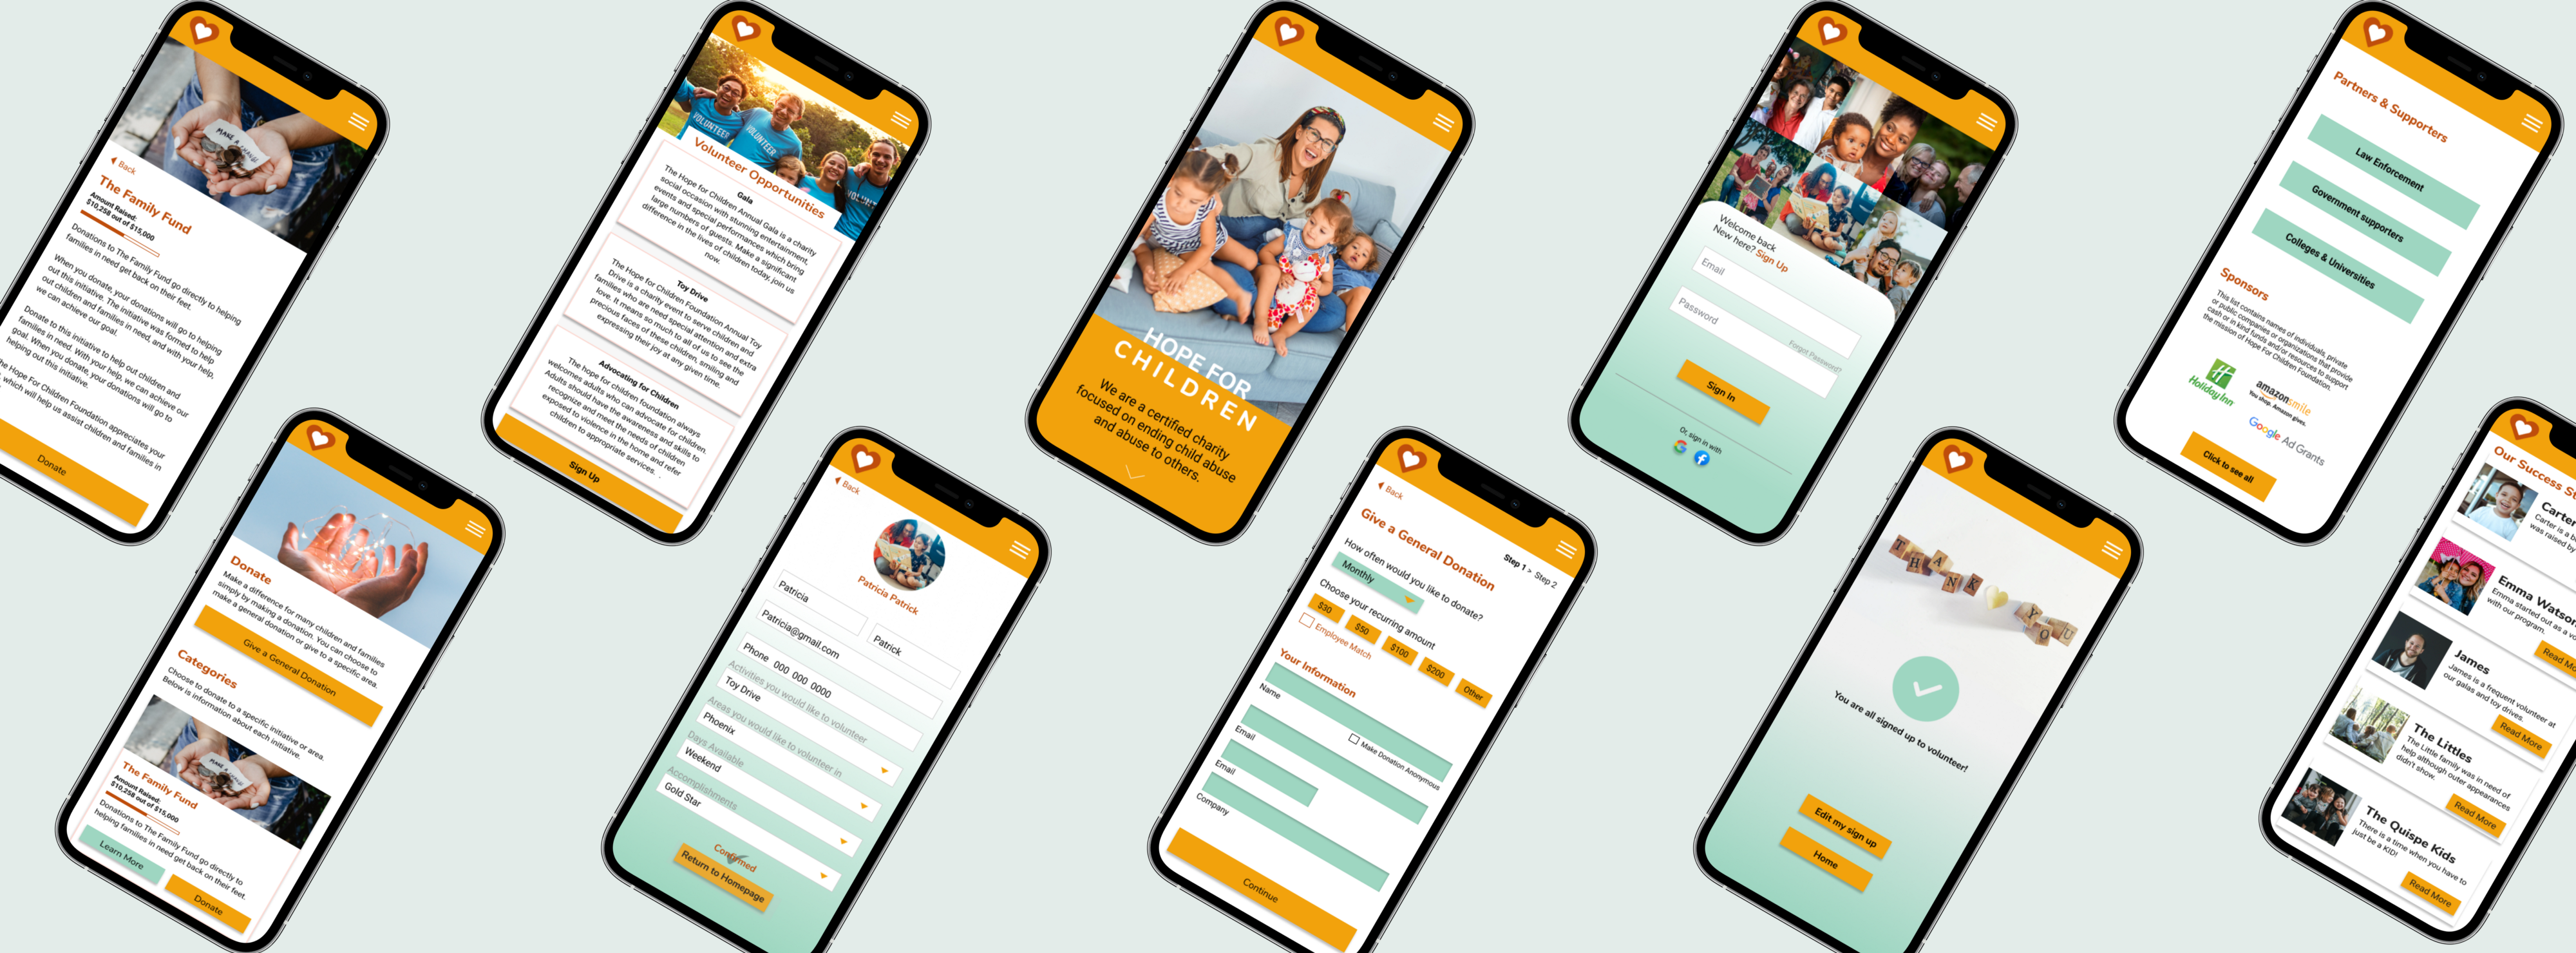 MAKE A CHANGE
Back
The Family Fund
Amount Raised:
$10,258 out of $15,000
Donations to The Family Fund go directly to helping
families in need get back on their feet.
When you donate, your donations will go to helping
out this initiative. The initiative was formed to help
out children and families in need, and with your help,
we can achieve our goal.
Donate to this initiative to help out children and
families in need. With your help, we can achieve our
goal. When you donate, your donations will go to
helping out this initiative.
he Hope For Children Foundation appreciates your
, which will help us assist children and families in
Donate
VOLUNTEER
VOLUNTEER
VOLUNT
Volunteer Opportunities
Gala
The Hope for Children Annual Gala is a charity
social occasion with stunning entertainment,
events and special performances which bring
large numbers of guests. Make a significant
difference in the lives of children today, join us
now.
Toy Drive
The Hope for Children Foundation Annual Toy
Drive is a charity event to serve children and
families who are need special attention and extra
love. It means so much to all of us to see the
precious faces of these children, smiling and
expressing their joy at any given time.
Advocating for Children
The hope for children foundation always
welcomes adults who can advocate for children.
Adults should have the awareness and skills to
recognize and meet the needs of children
exposed to violence in the home and refer
children to appropriate services. .
Sign Up
HOPE FOR
CHILDREN
We are a certified charity
focused on ending child abuse
and abuse to others.
Welcome back
New here? Sign Up
Email
Password
Forgot Password?
Sign In
Or, sign in with
Partners & Supporters
Law Enforcement
Government supporters
Colleges & Universities
Sponsors
This list contains names of individuals, private
or public companies or organizations that provide
cash or in kind funds and/or resources to support
the mission of Hope For Children Foundation.
Holiday Inn
amazonsmile
You shop. Amazon gives.
Google Ad Grants
Click to see all
Donate
Make a difference for many children and families
simply by making a donation. You can choose to
make a general donation or give to a specific area.
Give a General Donation
Categories
Choose to donate to a specific initiative or area.
Below is information about each initiative.
MAKE A CHANGE
The Family Fund
Amount Raised:
$10,258 out of $15,000
Donations to The Family Fund go directly to
helping families in need get back on their feet.
Learn More
Donate
Back
Patricia Patrick
Patricia
Patrick
Patricia@gmail.com
Phone 000 000 0000
Activities you would like to volunteer
Toy Drive
Areas you would like to volunteer in
Phoenix
Days Available
Weekend
Accomplishments
Gold Star
Confirmed
Return to Homepage
Back
Give a General Donation
Step 1 > Step 2
How often would you like to donate?
Monthly
Choose your recurring amount
$30
$50
$100
$200
Other
Employee Match
Your Information
Name
Make Donation Anonymous
Email
Email
Company
Continue
THANK YOU
You are all signed up to volunteer!
Edit my sign up
Home
Our Success St
Carter
Carter is a b
was raised by
Emma Watson
Emma started out as a vo
with our program.
Read Mo
James
James is a frequent volunteer at
our galas and toy drives.
Read More
The Littles
The Little family was in need of
help although outer appearances
didn't show.
Read More
The Quispe Kids
There is a time when you have to
just be a KID!
Read More